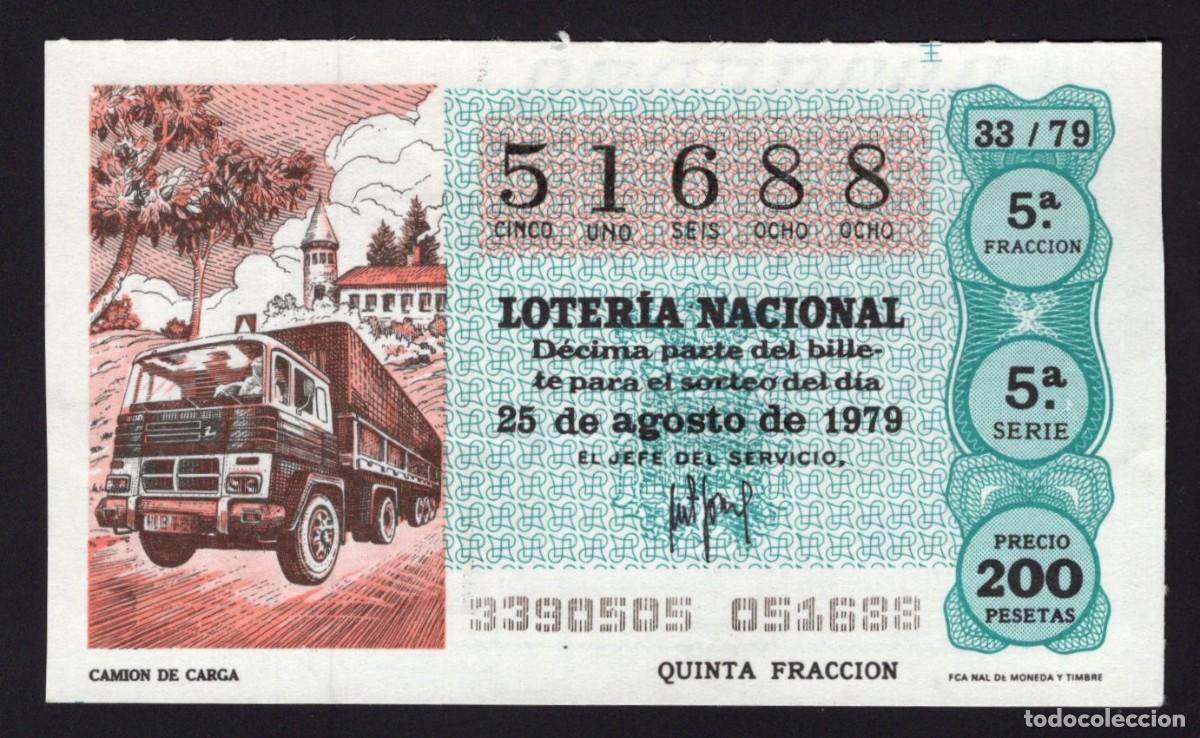 51688
CINCO UNO SEIS OCHO OCHO
33 / 79
5.ª
FRACCION
LOTERÍA NACIONAL
Décima parte del bille-
te para el sorteo del día
25 de agosto de 1979
EL JEFE DEL SERVICIO,
5.ª
SERIE
PRECIO
200
PESETAS
3390505 051688
CAMION DE CARGA
QUINTA FRACCION
FCA NAL DE MONEDA Y TIMBRE
todocoleccion